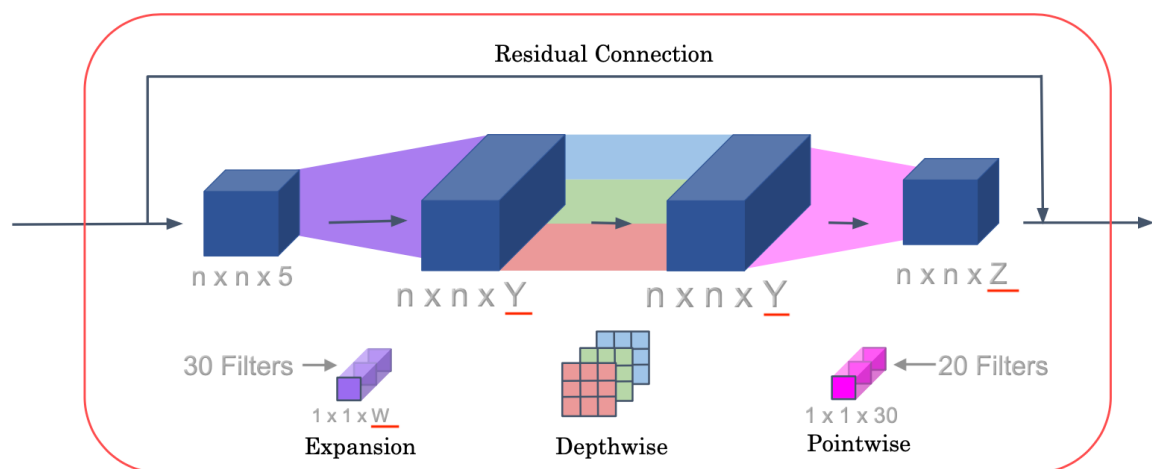 Residual Connection
n x n x 5
n x n x Y
n x n x Y
n x n x Z
30 Filters
20 Filters
1 x 1 x W
1 x 1 x 30
Expansion
Depthwise
Pointwise